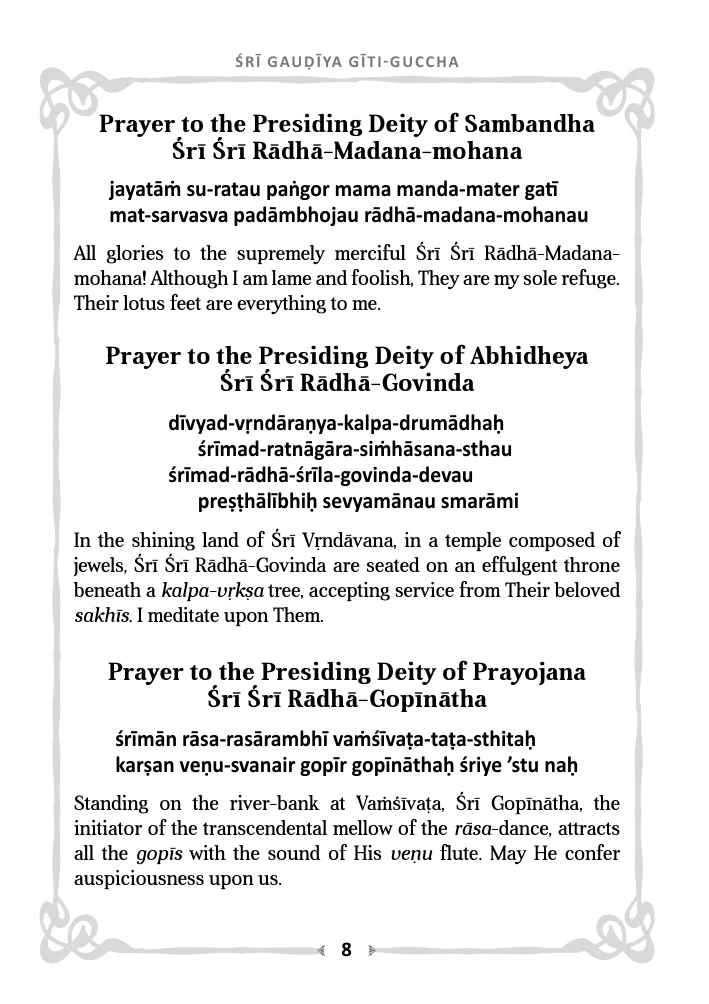 ŚRĪ GAUḌĪYA GĪTI-GUCCHA
Prayer to the Presiding Deity of Sambandha
Śrī Śrī Rādhā-Madana-mohana
jayatāṁ su-ratau paṅgor mama manda-mater gatī
mat-sarvasva padāmbhojau rādhā-madana-mohanau
All glories to the supremely merciful Śrī Śrī Rādhā-Madana-
mohana! Although I am lame and foolish, They are my sole refuge.
Their lotus feet are everything to me.
Prayer to the Presiding Deity of Abhidheya
Śrī Śrī Rādhā-Govinda
dīvyad-vṛndāraṇya-kalpa-drumādhaḥ
śrīmad-ratnāgāra-siṁhāsana-sthau
śrīmad-rādhā-śrīla-govinda-devau
preṣṭhālībhiḥ sevyamānau smarāmi
In the shining land of Śrī Vṛndāvana, in a temple composed of
jewels, Śrī Śrī Rādhā-Govinda are seated on an effulgent throne
beneath a kalpa-vṛkṣa tree, accepting service from Their beloved
sakhīs. I meditate upon Them.
Prayer to the Presiding Deity of Prayojana
Śrī Śrī Rādhā-Gopīnātha
śrīmān rāsa-rasārambhī vaṁśīvaṭa-taṭa-sthitaḥ
karṣan veṇu-svanair gopīr gopīnāthaḥ śriye ’stu naḥ
Standing on the river-bank at Vaṁśīvaṭa, Śrī Gopīnātha, the
initiator of the transcendental mellow of the rāsa-dance, attracts
all the gopīs with the sound of His veṇu flute. May He confer
auspiciousness upon us.
8